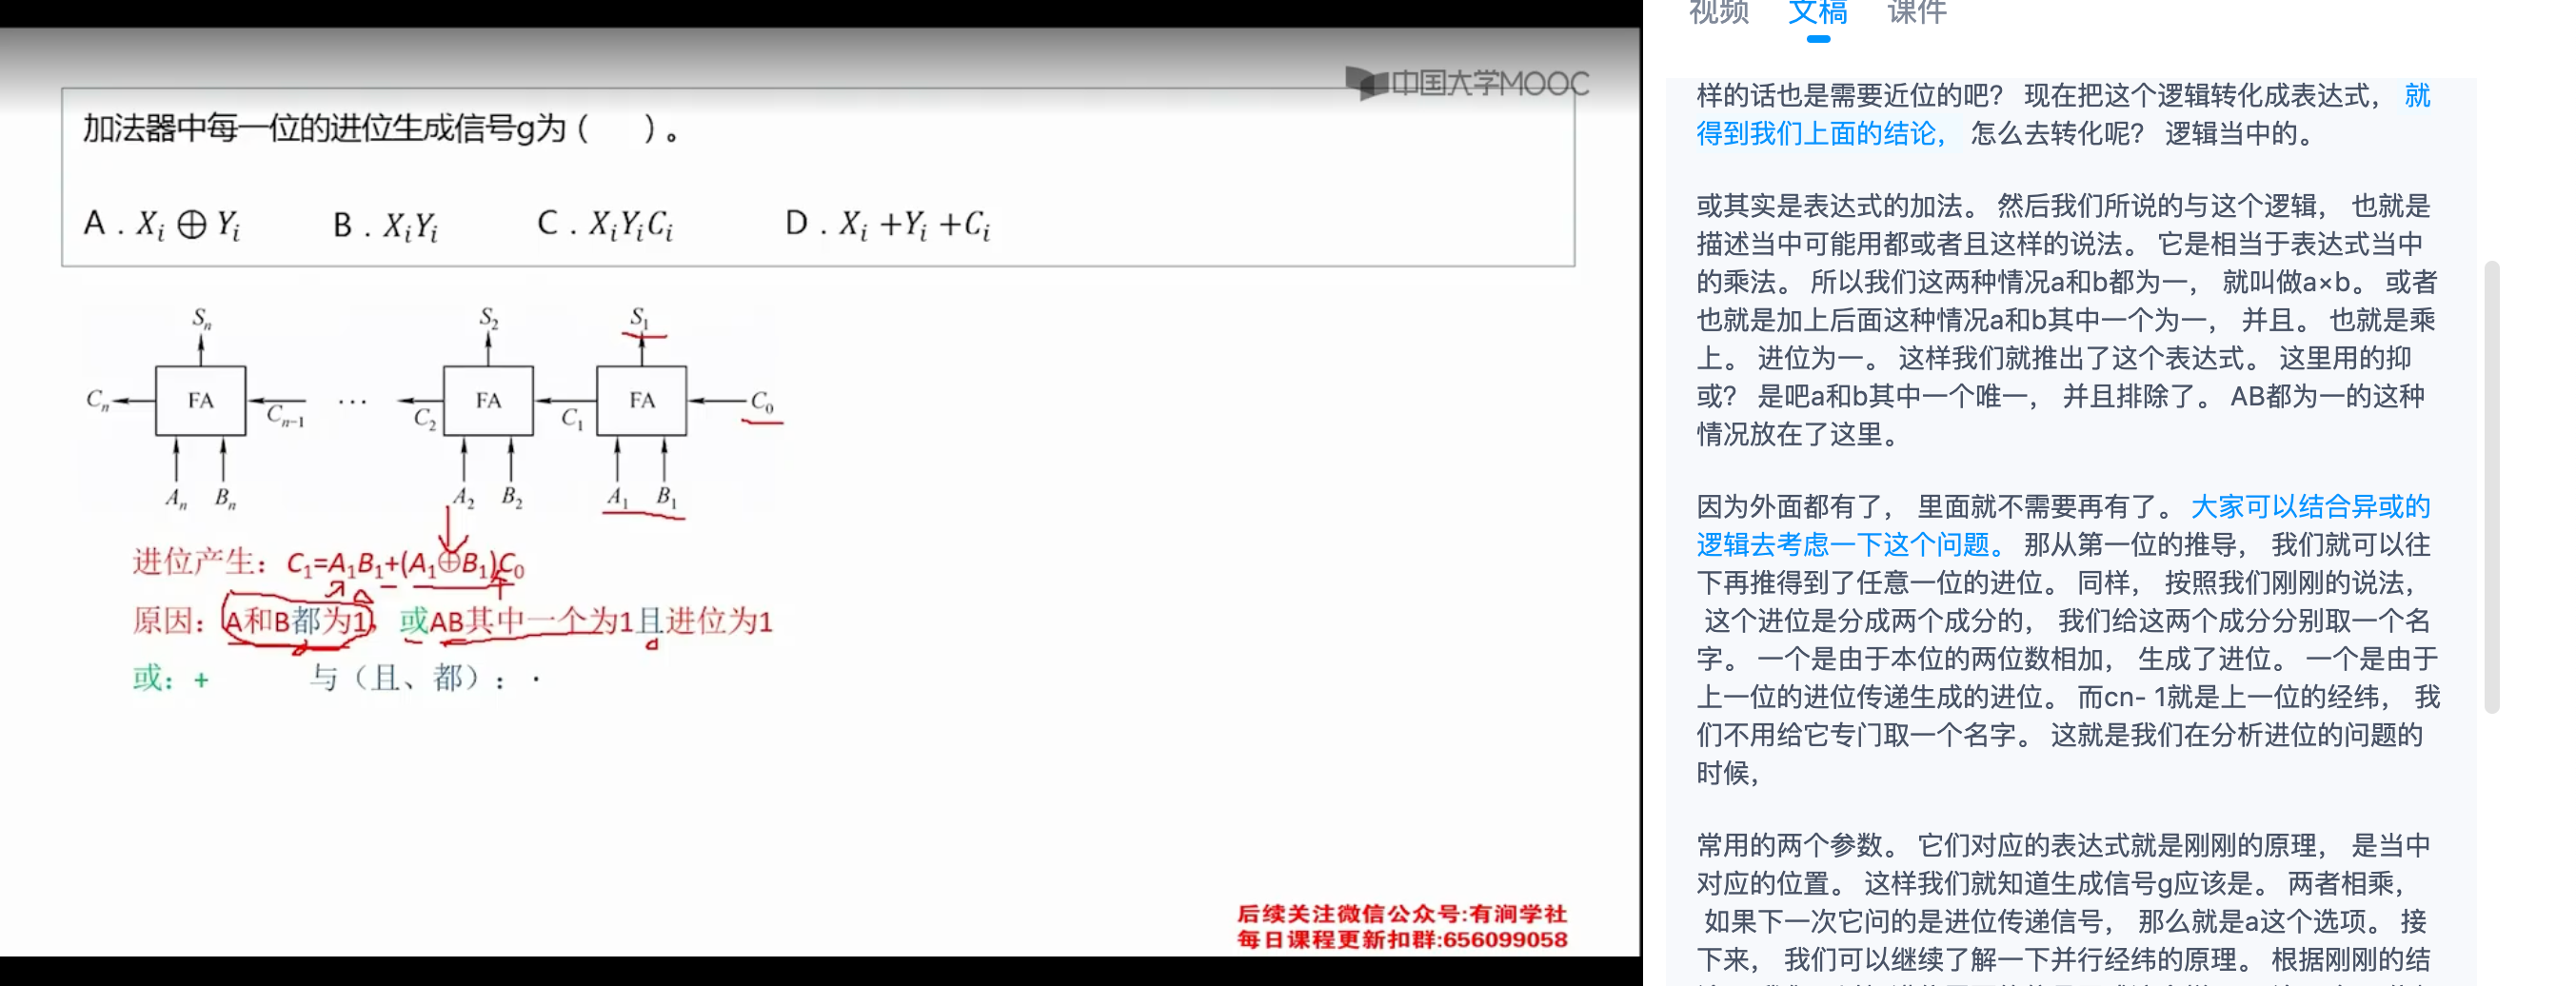 中国大学MOOC
加法器中每一位的进位生成信号g为（　　）。
A．Xᵢ ⊕ Yᵢ　B．XᵢYᵢ　C．XᵢYᵢCᵢ　D．Xᵢ +Yᵢ +Cᵢ
Sₙ　S₂　S₁
Cₙ　FA　Cₙ₋₁　···　C₂　FA　C₁　FA　C₀
Aₙ　Bₙ　A₂　B₂　A₁　B₁
进位产生：C₁=A₁B₁+(A₁⊕B₁)C₀
原因：A和B都为1，或AB其中一个为1且进位为1
或：+　与（且、都）：·
后续关注微信公众号:有涧学社
每日课程更新扣群:656099058
视频　文稿　课件
样的话也是需要近位的吧？ 现在把这个逻辑转化成表达式， 就
得到我们上面的结论， 怎么去转化呢？ 逻辑当中的。
或其实是表达式的加法。 然后我们所说的与这个逻辑， 也就是
描述当中可能用都或者且这样的说法。 它是相当于表达式当中
的乘法。 所以我们这两种情况a和b都为一， 就叫做a×b。 或者
也就是加上后面这种情况a和b其中一个为一， 并且。 也就是乘
上。 进位为一。 这样我们就推出了这个表达式。 这里用的抑
或？ 是吧a和b其中一个唯一， 并且排除了。 AB都为一的这种
情况放在了这里。
因为外面都有了， 里面就不需要再有了。 大家可以结合异或的
逻辑去考虑一下这个问题。 那从第一位的推导， 我们就可以往
下再推得到了任意一位的进位。 同样， 按照我们刚刚的说法，
这个进位是分成两个成分的， 我们给这两个成分分别取一个名
字。 一个是由于本位的两位数相加， 生成了进位。 一个是由于
上一位的进位传递生成的进位。 而cn- 1就是上一位的经纬， 我
们不用给它专门取一个名字。 这就是我们在分析进位的问题的
时候，
常用的两个参数。 它们对应的表达式就是刚刚的原理， 是当中
对应的位置。 这样我们就知道生成信号g应该是。 两者相乘，
如果下一次它问的是进位传递信号， 那么就是a这个选项。 接
下来， 我们可以继续了解一下并行经纬的原理。 根据刚刚的结